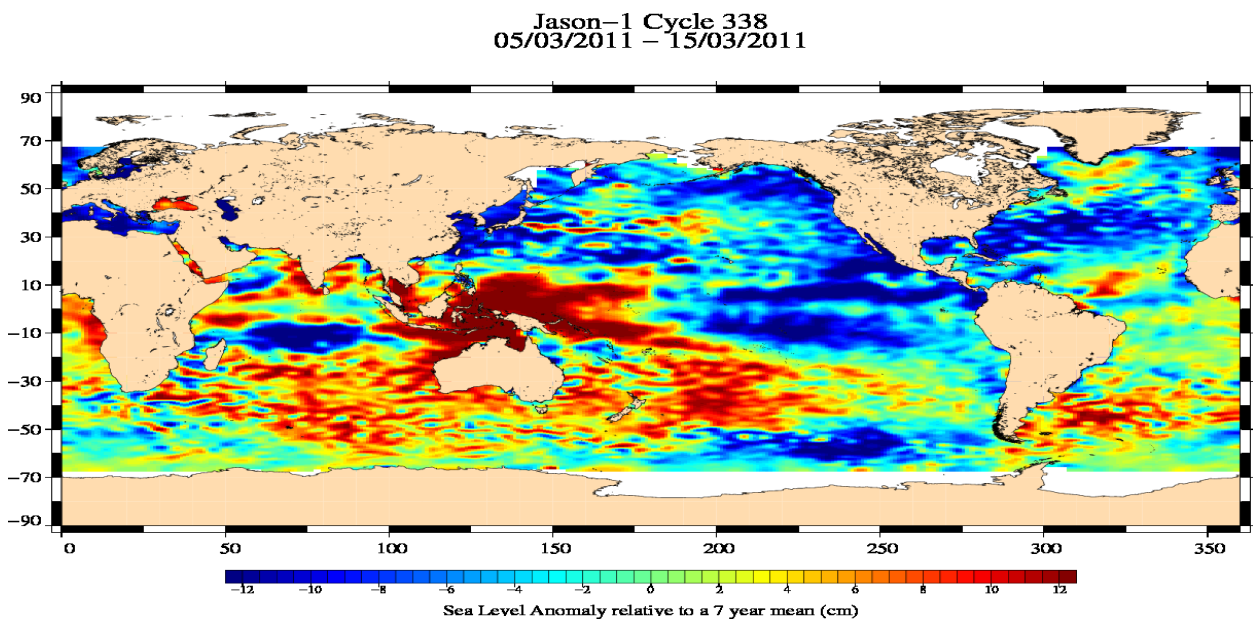 Jason−1 Cycle 338
05/03/2011 − 15/03/2011
90
70
50
30
10
−10
−30
−50
−70
−90
0 50 100 150 200 250 300 350
−12 −10 −8 −6 −4 −2 0 2 4 6 8 10 12
Sea Level Anomaly relative to a 7 year mean (cm)